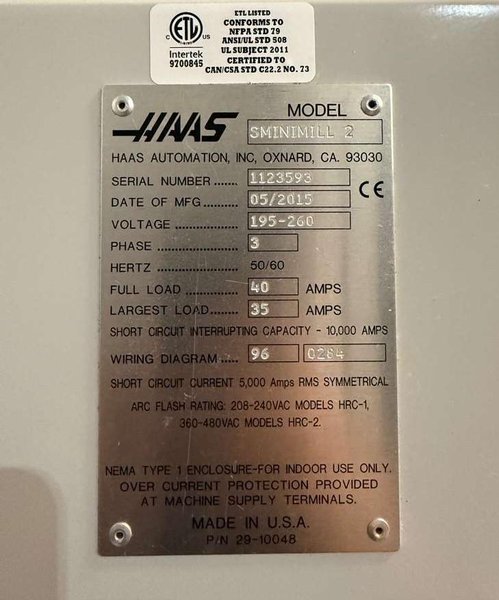 ETL LISTED
CONFORMS TO
NFPA STD 79
ANSI/UL STD 508
UL SUBJECT 2011
CERTIFIED TO
CAN/CSA STD C22.2 NO. 73
C ETL US
Intertek
9700845
HAAS
MODEL
SMINIMILL 2
HAAS AUTOMATION, INC, OXNARD, CA. 93030
SERIAL NUMBER ...... 1123593
CE
DATE OF MFG ........ 05/2015
VOLTAGE ................ 195-260
PHASE .................... 3
HERTZ .................... 50/60
FULL LOAD ............ 40 AMPS
LARGEST LOAD..... 35 AMPS
SHORT CIRCUIT INTERRUPTING CAPACITY - 10,000 AMPS
WIRING DIAGRAM ...... 96 0284
SHORT CIRCUIT CURRENT 5,000 Amps RMS SYMMETRICAL
ARC FLASH RATING: 208-240VAC MODELS HRC-1,
360-480VAC MODELS HRC-2.
NEMA TYPE 1 ENCLOSURE-FOR INDOOR USE ONLY.
OVER CURRENT PROTECTION PROVIDED
AT MACHINE SUPPLY TERMINALS.
MADE IN U.S.A.
P/N 29-10048